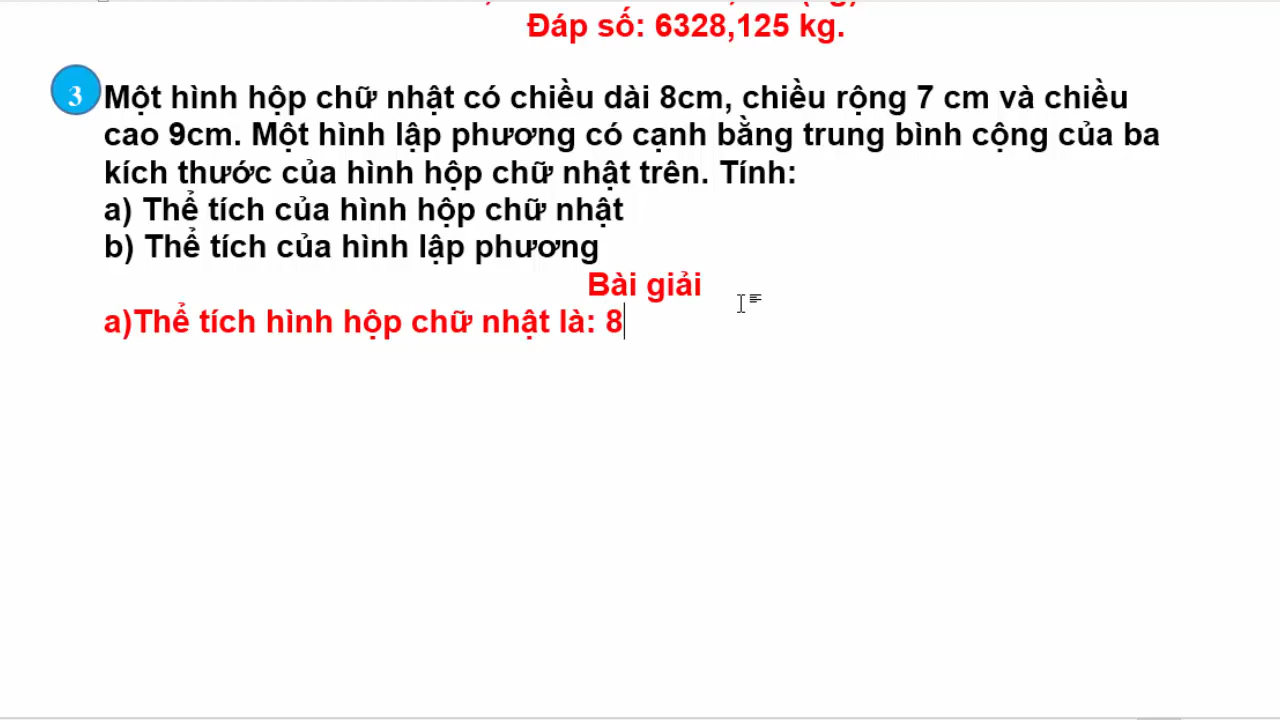 Đáp số: 6328,125 kg.
3 Một hình hộp chữ nhật có chiều dài 8cm, chiều rộng 7 cm và chiều
cao 9cm. Một hình lập phương có cạnh bằng trung bình cộng của ba
kích thước của hình hộp chữ nhật trên. Tính:
a) Thể tích của hình hộp chữ nhật
b) Thể tích của hình lập phương
Bài giải
a)Thể tích hình hộp chữ nhật là: 8